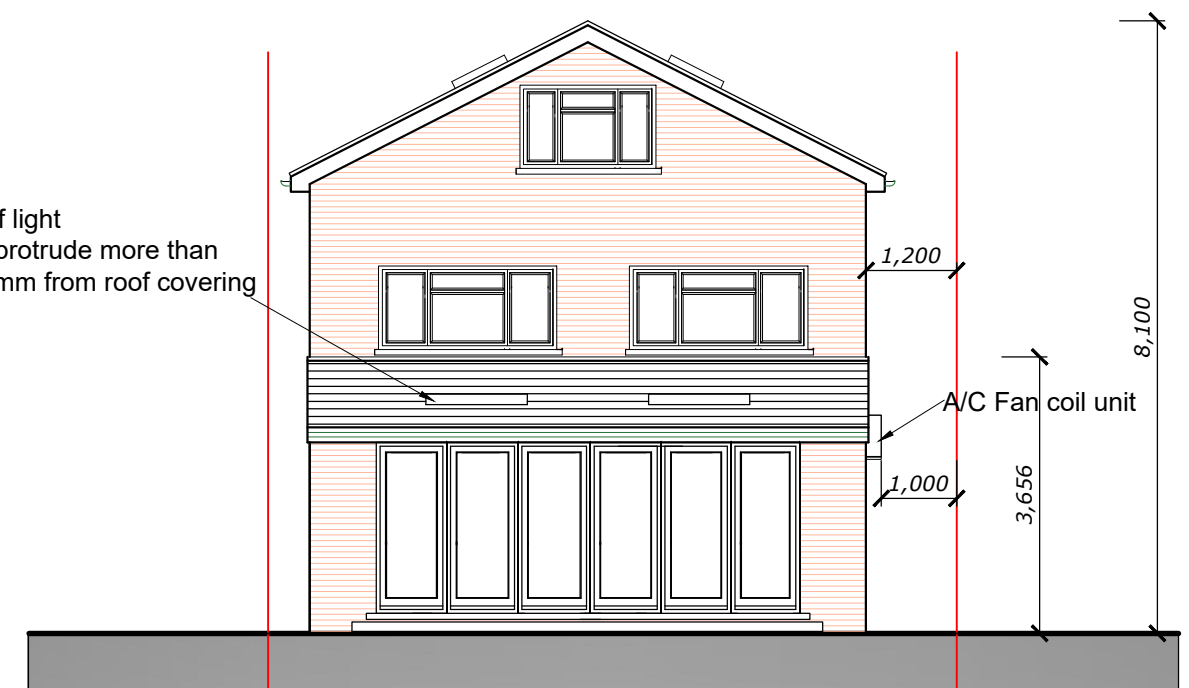 f light
protrude more than
mm from roof covering
1,200
8,100
A/C Fan coil unit
1,000
3,656